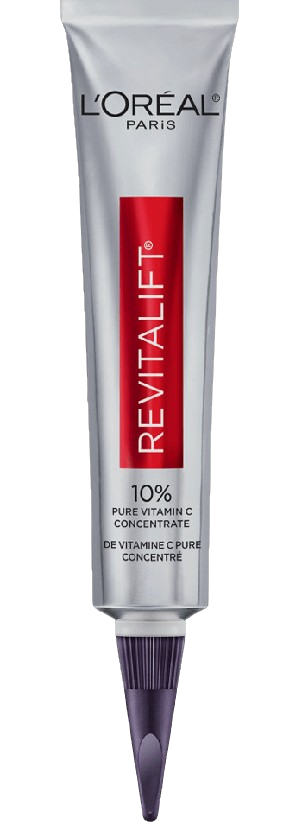 L'ORÉAL®
PARIS
REVITALIFT®
10%
PURE VITAMIN C
CONCENTRATE
DE VITAMINE C PURE
CONCENTRÉ